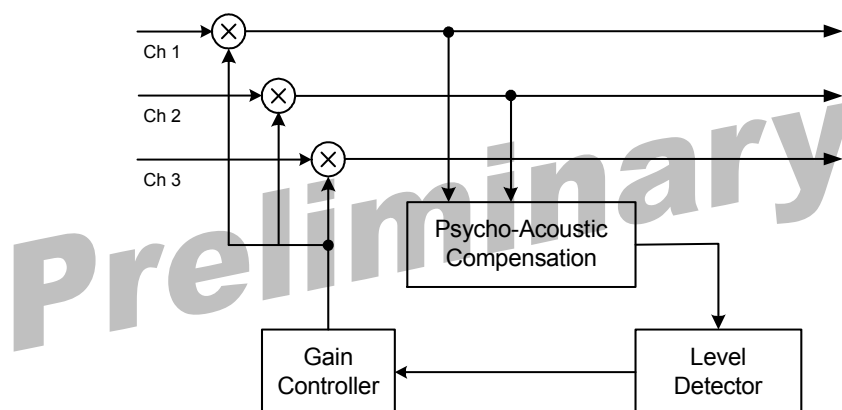 Ch 1
Ch 2
Ch 3
Psycho-Acoustic
Compensation
Gain
Controller
Level
Detector
Preliminary